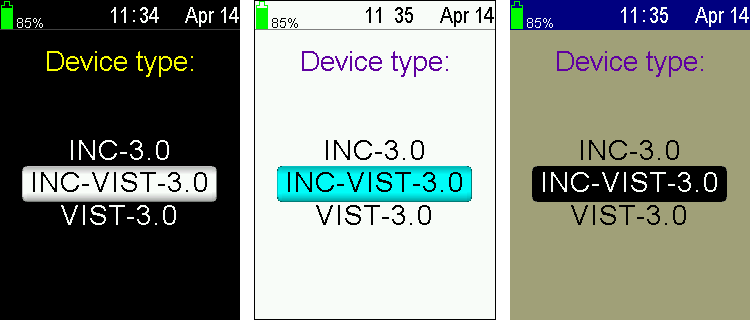 85% 11:34 Apr 14
Device type:
INC-3.0
INC-VIST-3.0
VIST-3.0
85% 11 35 Apr 14
Device type:
INC-3.0
INC-VIST-3.0
VIST-3.0
85% 11:35 Apr 14
Device type:
INC-3.0
INC-VIST-3.0
VIST-3.0